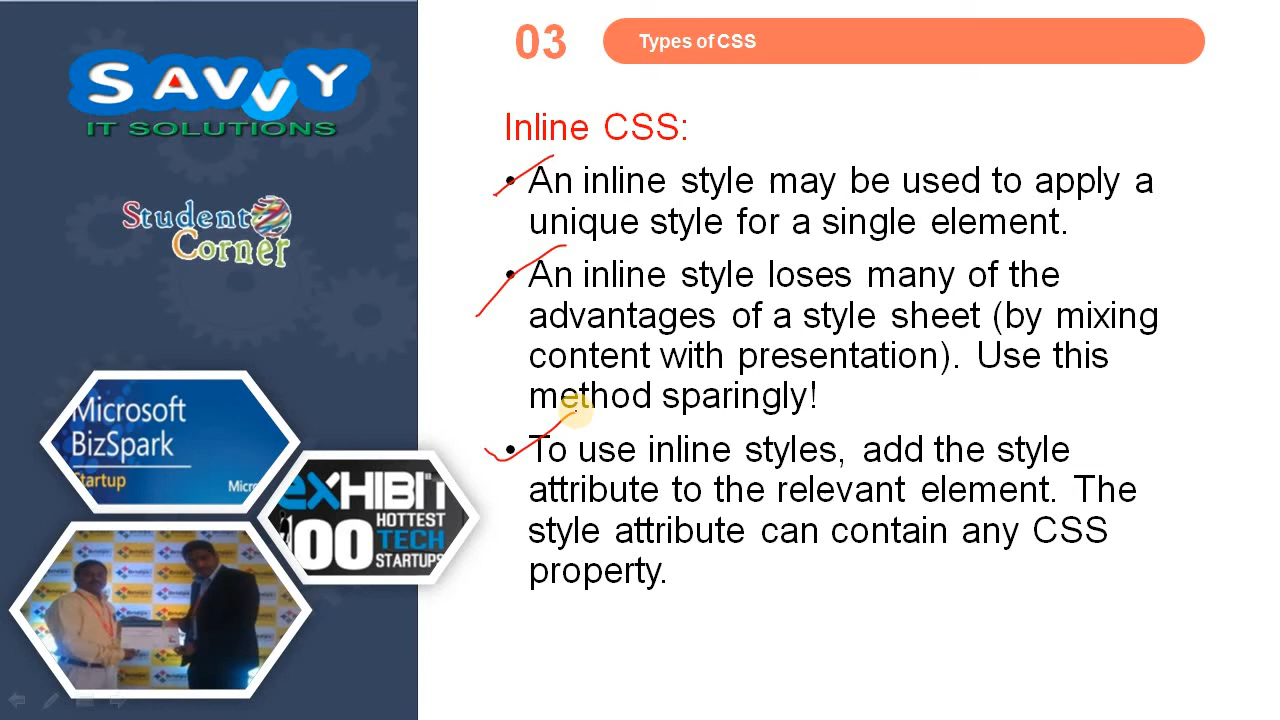 SAVVY
IT SOLUTIONS
Student
Corner
Microsoft
BizSpark
Startup
Micro
eXHIBIT
100
HOTTEST
TECH
STARTUPS
03
Types of CSS
Inline CSS:
• An inline style may be used to apply a
unique style for a single element.
• An inline style loses many of the
advantages of a style sheet (by mixing
content with presentation). Use this
method sparingly!
• To use inline styles, add the style
attribute to the relevant element. The
style attribute can contain any CSS
property.